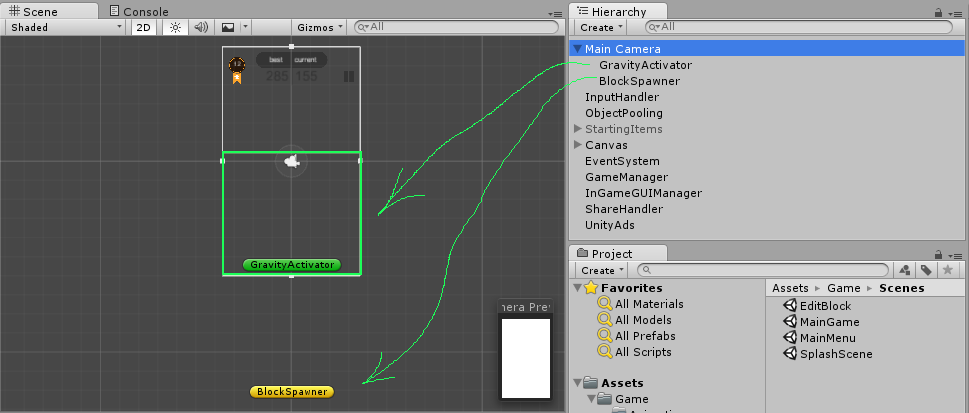 Scene
Console
Shaded
2D
Gizmos
All
best current
12
285 155
GravityActivator
BlockSpawner
nera Pre
Hierarchy
Create
All
Main Camera
GravityActivator
BlockSpawner
InputHandler
ObjectPooling
StartingItems
Canvas
EventSystem
GameManager
InGameGUIManager
ShareHandler
UnityAds
Project
Create
Favorites
All Materials
All Models
All Prefabs
All Scripts
Assets
Game
Assets Game Scenes
EditBlock
MainGame
MainMenu
SplashScene